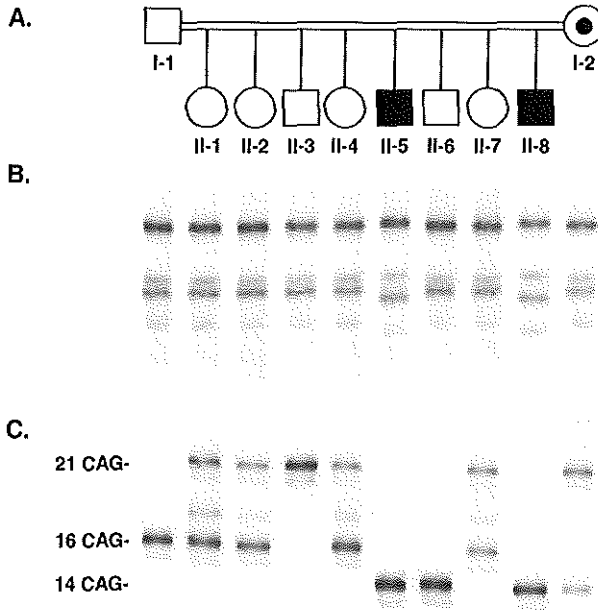 A.
I-1
I-2
II-1 II-2 II-3 II-4 II-5 II-6 II-7 II-8
B.
C.
21 CAG-
16 CAG-
14 CAG-